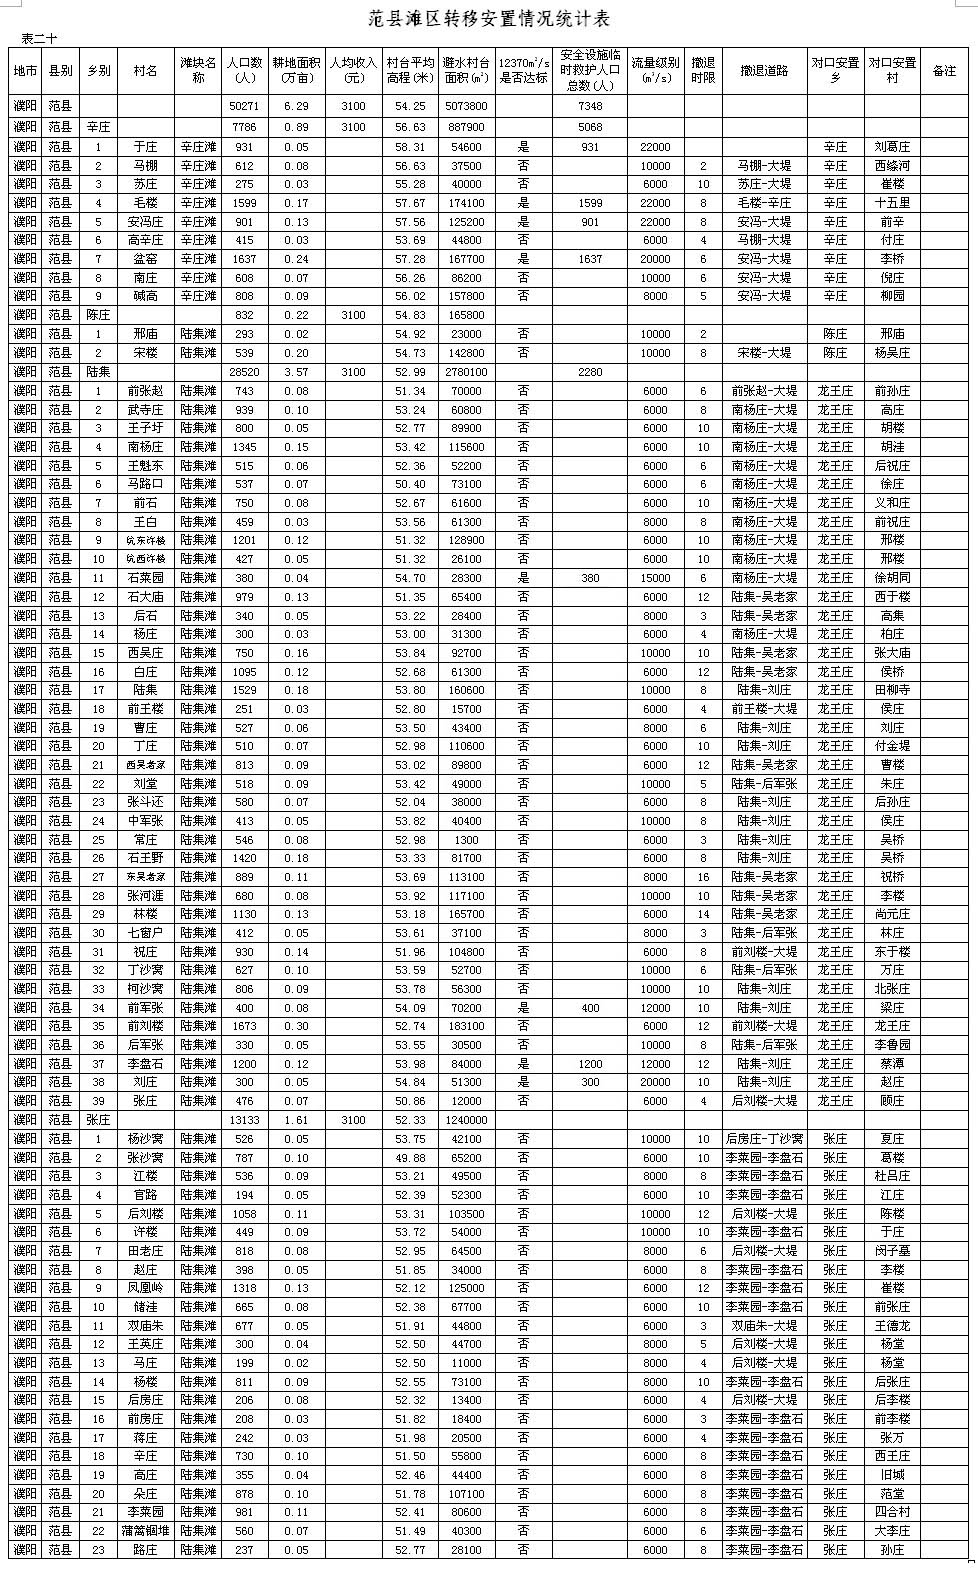 范县滩区转移安置情况统计表
表二十
地市 县别 乡别 村名 滩块名称 人口数(人) 耕地面积(万亩) 人均收入(元) 村台平均高程(米) 避水村台面积(㎡) 12370m³/s是否达标 安全设施临时救护人口总数(人) 流量级别(m³/s) 撤退时限 撤退道路 对口安置乡 对口安置村 备注
濮阳 范县 50271 6.29 3100 54.25 5073800 7348
濮阳 范县 辛庄 7786 0.89 3100 56.63 887900 5068
濮阳 范县 1 于庄 辛庄滩 931 0.05 58.31 54600 是 931 22000 辛庄 刘葛庄
濮阳 范县 2 马棚 辛庄滩 612 0.08 56.63 37500 否 10000 2 马棚-大堤 辛庄 西绦河
濮阳 范县 3 苏庄 辛庄滩 275 0.03 55.28 40000 否 6000 10 苏庄-大堤 辛庄 崔楼
濮阳 范县 4 毛楼 辛庄滩 1599 0.17 57.67 174100 是 1599 22000 8 毛楼-辛庄 辛庄 十五里
濮阳 范县 5 安冯庄 辛庄滩 901 0.13 57.56 125200 是 901 22000 8 安冯-大堤 辛庄 前辛
濮阳 范县 6 高辛庄 辛庄滩 415 0.03 53.69 44800 否 6000 4 马棚-大堤 辛庄 付庄
濮阳 范县 7 盆窑 辛庄滩 1637 0.24 57.28 167700 是 1637 20000 6 安冯-大堤 辛庄 李桥
濮阳 范县 8 南庄 辛庄滩 608 0.07 56.26 86200 否 10000 6 安冯-大堤 辛庄 倪庄
濮阳 范县 9 碱高 辛庄滩 808 0.09 56.02 157800 否 8000 5 安冯-大堤 辛庄 柳园
濮阳 范县 陈庄 832 0.22 3100 54.83 165800
濮阳 范县 1 邢庙 陆集滩 293 0.02 54.92 23000 否 10000 2 陈庄 邢庙
濮阳 范县 2 宋楼 陆集滩 539 0.20 54.73 142800 否 10000 8 宋楼-大堤 陈庄 杨吴庄
濮阳 范县 陆集 28520 3.57 3100 52.99 2780100 2280
濮阳 范县 1 前张赵 陆集滩 743 0.08 51.34 70000 否 6000 6 前张赵-大堤 龙王庄 前孙庄
濮阳 范县 2 武寺庄 陆集滩 939 0.10 53.24 60800 否 6000 8 南杨庄-大堤 龙王庄 高庄
濮阳 范县 3 王子圩 陆集滩 800 0.05 52.77 89900 否 6000 10 南杨庄-大堤 龙王庄 胡楼
濮阳 范县 4 南杨庄 陆集滩 1345 0.15 53.42 115600 否 6000 10 南杨庄-大堤 龙王庄 胡洼
濮阳 范县 5 王魁东 陆集滩 515 0.06 52.36 52200 否 6000 6 南杨庄-大堤 龙王庄 后祝庄
濮阳 范县 6 马路口 陆集滩 537 0.07 50.40 73100 否 6000 6 南杨庄-大堤 龙王庄 徐庄
濮阳 范县 7 前石 陆集滩 750 0.08 52.67 61600 否 6000 10 南杨庄-大堤 龙王庄 义和庄
濮阳 范县 8 王白 陆集滩 459 0.03 53.56 61300 否 8000 8 南杨庄-大堤 龙王庄 前祝庄
濮阳 范县 9 坑东许楼 陆集滩 1201 0.12 51.32 128900 否 6000 10 南杨庄-大堤 龙王庄 邢楼
濮阳 范县 10 坑西许楼 陆集滩 427 0.05 51.32 26100 否 6000 10 南杨庄-大堤 龙王庄 邢楼
濮阳 范县 11 石菜园 陆集滩 380 0.04 54.70 28300 是 380 15000 6 南杨庄-大堤 龙王庄 徐胡同
濮阳 范县 12 石大庙 陆集滩 979 0.13 51.35 65400 否 6000 12 陆集-吴老家 龙王庄 西于楼
濮阳 范县 13 后石 陆集滩 340 0.05 53.22 28400 否 8000 3 陆集-吴老家 龙王庄 高集
濮阳 范县 14 杨庄 陆集滩 300 0.03 53.00 31300 否 6000 4 南杨庄-大堤 龙王庄 柏庄
濮阳 范县 15 西吴庄 陆集滩 750 0.16 53.84 92700 否 10000 10 陆集-吴老家 龙王庄 张大庙
濮阳 范县 16 白庄 陆集滩 1095 0.12 52.68 61300 否 6000 12 陆集-吴老家 龙王庄 侯桥
濮阳 范县 17 陆集 陆集滩 1529 0.18 53.80 160600 否 10000 8 陆集-刘庄 龙王庄 田柳寺
濮阳 范县 18 前王楼 陆集滩 251 0.03 52.80 15700 否 6000 4 前王楼-大堤 龙王庄 侯庄
濮阳 范县 19 曹庄 陆集滩 527 0.06 53.50 43400 否 8000 6 陆集-刘庄 龙王庄 刘庄
濮阳 范县 20 丁庄 陆集滩 510 0.07 52.98 110600 否 6000 10 陆集-刘庄 龙王庄 付金堤
濮阳 范县 21 西吴老家 陆集滩 813 0.09 53.02 89800 否 6000 12 陆集-吴老家 龙王庄 曹楼
濮阳 范县 22 刘堂 陆集滩 518 0.09 53.42 49000 否 10000 5 陆集-后军张 龙王庄 朱庄
濮阳 范县 23 张斗还 陆集滩 580 0.07 52.04 38000 否 6000 8 陆集-刘庄 龙王庄 后孙庄
濮阳 范县 24 中军张 陆集滩 413 0.05 53.82 40400 否 10000 8 陆集-刘庄 龙王庄 侯庄
濮阳 范县 25 常庄 陆集滩 546 0.08 52.98 1300 否 6000 3 陆集-刘庄 龙王庄 吴桥
濮阳 范县 26 石王野 陆集滩 1420 0.18 53.33 81700 否 6000 8 陆集-刘庄 龙王庄 吴桥
濮阳 范县 27 东吴老家 陆集滩 889 0.11 53.69 113100 否 8000 16 陆集-吴老家 龙王庄 祝桥
濮阳 范县 28 张河涯 陆集滩 680 0.08 53.92 117100 否 10000 10 陆集-吴老家 龙王庄 李楼
濮阳 范县 29 林楼 陆集滩 1130 0.13 53.18 165700 否 6000 14 陆集-吴老家 龙王庄 尚元庄
濮阳 范县 30 七窗户 陆集滩 412 0.05 53.61 37100 否 8000 3 陆集-后军张 龙王庄 林庄
濮阳 范县 31 祝庄 陆集滩 930 0.14 51.96 104800 否 6000 8 前刘楼-大堤 龙王庄 东于楼
濮阳 范县 32 丁沙窝 陆集滩 627 0.10 53.59 52700 否 10000 6 陆集-后军张 龙王庄 万庄
濮阳 范县 33 柯沙窝 陆集滩 806 0.09 53.78 56300 否 10000 10 陆集-刘庄 龙王庄 北张庄
濮阳 范县 34 前军张 陆集滩 400 0.08 54.09 70200 是 400 12000 10 陆集-刘庄 龙王庄 梁庄
濮阳 范县 35 前刘楼 陆集滩 1673 0.30 52.74 183100 否 6000 12 前刘楼-大堤 龙王庄 龙王庄
濮阳 范县 36 后军张 陆集滩 330 0.05 53.55 30500 否 10000 8 陆集-后军张 龙王庄 李鲁园
濮阳 范县 37 李盘石 陆集滩 1200 0.12 53.98 84000 是 1200 12000 12 陆集-刘庄 龙王庄 蔡潭
濮阳 范县 38 刘庄 陆集滩 300 0.05 54.84 51300 是 300 20000 10 陆集-刘庄 龙王庄 赵庄
濮阳 范县 39 张庄 陆集滩 476 0.07 50.86 12000 否 6000 4 后刘楼-大堤 龙王庄 顾庄
濮阳 范县 张庄 13133 1.61 3100 52.33 1240000
濮阳 范县 1 杨沙窝 陆集滩 526 0.05 53.75 42100 否 10000 10 后房庄-丁沙窝 张庄 夏庄
濮阳 范县 2 张沙窝 陆集滩 787 0.10 49.88 65200 否 6000 10 李菜园-李盘石 张庄 葛楼
濮阳 范县 3 江楼 陆集滩 536 0.09 53.21 49500 否 8000 8 李菜园-李盘石 张庄 杜吕庄
濮阳 范县 4 官路 陆集滩 194 0.05 52.39 52300 否 6000 10 李菜园-李盘石 张庄 江庄
濮阳 范县 5 后刘楼 陆集滩 1058 0.11 53.31 103500 否 10000 12 后刘楼-大堤 张庄 陈楼
濮阳 范县 6 许楼 陆集滩 449 0.09 53.72 54000 否 10000 10 李菜园-李盘石 张庄 于庄
濮阳 范县 7 田老庄 陆集滩 818 0.08 52.95 64500 否 8000 6 后刘楼-大堤 张庄 闵子墓
濮阳 范县 8 赵庄 陆集滩 398 0.05 51.85 34000 否 6000 8 李菜园-李盘石 张庄 李楼
濮阳 范县 9 凤凰岭 陆集滩 1318 0.13 52.12 125000 否 6000 12 李菜园-李盘石 张庄 崔楼
濮阳 范县 10 储洼 陆集滩 665 0.08 52.38 67700 否 6000 10 李菜园-李盘石 张庄 前张庄
濮阳 范县 11 双庙朱 陆集滩 677 0.05 51.91 44800 否 6000 3 双庙朱-大堤 张庄 王德龙
濮阳 范县 12 王英庄 陆集滩 300 0.04 52.50 44700 否 8000 5 后刘楼-大堤 张庄 杨堂
濮阳 范县 13 马庄 陆集滩 199 0.02 52.50 11000 否 8000 4 后刘楼-大堤 张庄 杨堂
濮阳 范县 14 杨楼 陆集滩 811 0.09 52.55 73100 否 8000 10 李菜园-李盘石 张庄 后张庄
濮阳 范县 15 后房庄 陆集滩 206 0.08 52.32 13400 否 6000 4 后刘楼-大堤 张庄 后李楼
濮阳 范县 16 前房庄 陆集滩 208 0.03 51.82 18400 否 6000 3 李菜园-李盘石 张庄 前李楼
濮阳 范县 17 蒋庄 陆集滩 242 0.03 51.98 20500 否 6000 4 李菜园-李盘石 张庄 张万
濮阳 范县 18 辛庄 陆集滩 730 0.10 51.50 55800 否 6000 8 李菜园-李盘石 张庄 西王庄
濮阳 范县 19 高庄 陆集滩 355 0.04 52.46 44400 否 6000 8 李菜园-李盘石 张庄 旧城
濮阳 范县 20 朵庄 陆集滩 878 0.10 51.78 107100 否 6000 8 李菜园-李盘石 张庄 范堂
濮阳 范县 21 李菜园 陆集滩 981 0.11 52.41 80600 否 6000 8 李菜园-李盘石 张庄 四合村
濮阳 范县 22 蒲蒿锢堆 陆集滩 560 0.07 51.49 40300 否 6000 6 李菜园-李盘石 张庄 大李庄
濮阳 范县 23 路庄 陆集滩 237 0.05 52.77 28100 否 6000 8 李菜园-李盘石 张庄 孙庄